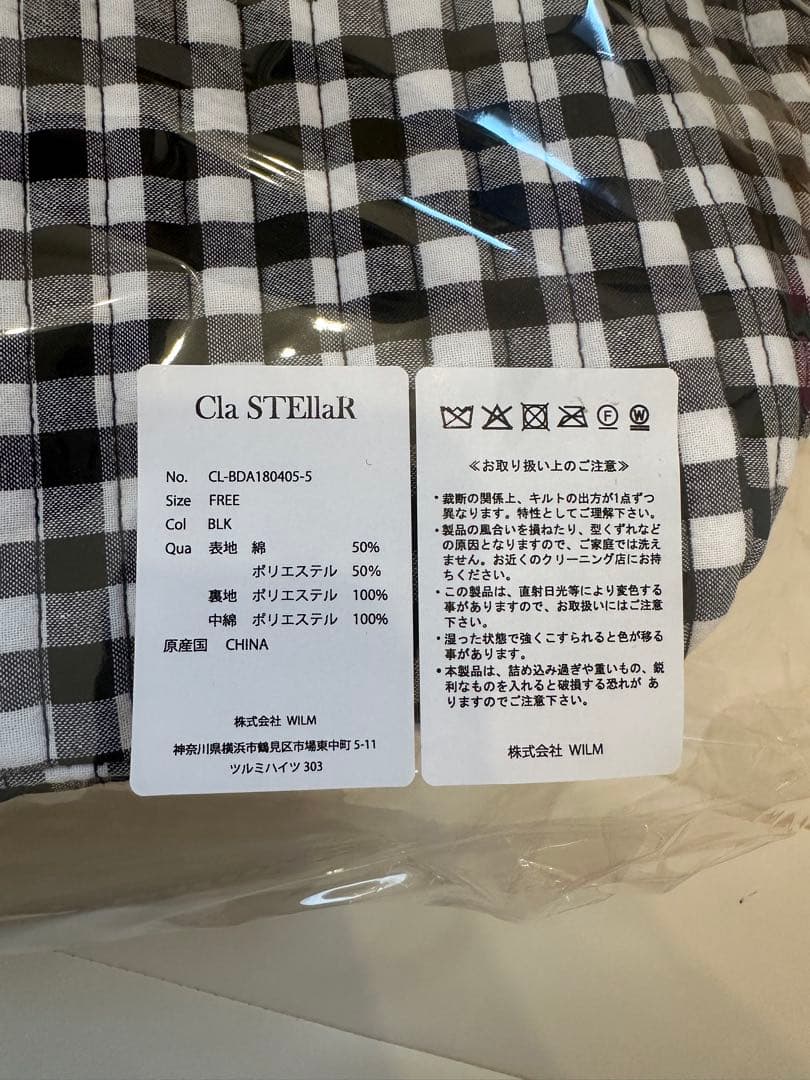 Cla STEllaR
No. CL-BDA180405-5
Size FREE
Col BLK
Qua 表地 綿 50%
ポリエステル 50%
裏地 ポリエステル 100%
中綿 ポリエステル 100%
原産国 CHINA
株式会社 WILM
神奈川県横浜市鶴見区市場東中町 5-11
ツルミハイツ 303
F W
≪お取り扱い上のご注意≫
・裁断の関係上、キルトの出方が1点ずつ
異なります。特性としてご理解下さい。
・製品の風合いを損ねたり、型くずれなど
の原因となりますので、ご家庭では洗え
ません。お近くのクリーニング店にお持
ちください。
・この製品は、直射日光等により変色する
事がありますので、お取扱いにはご注意
下さい。
・湿った状態で強くこすられると色が移る
事があります。
・本製品は、詰め込み過ぎや重いもの、鋭
利なものを入れると破損する恐れが あ
りますのでご注意下さい。
株式会社 WILM